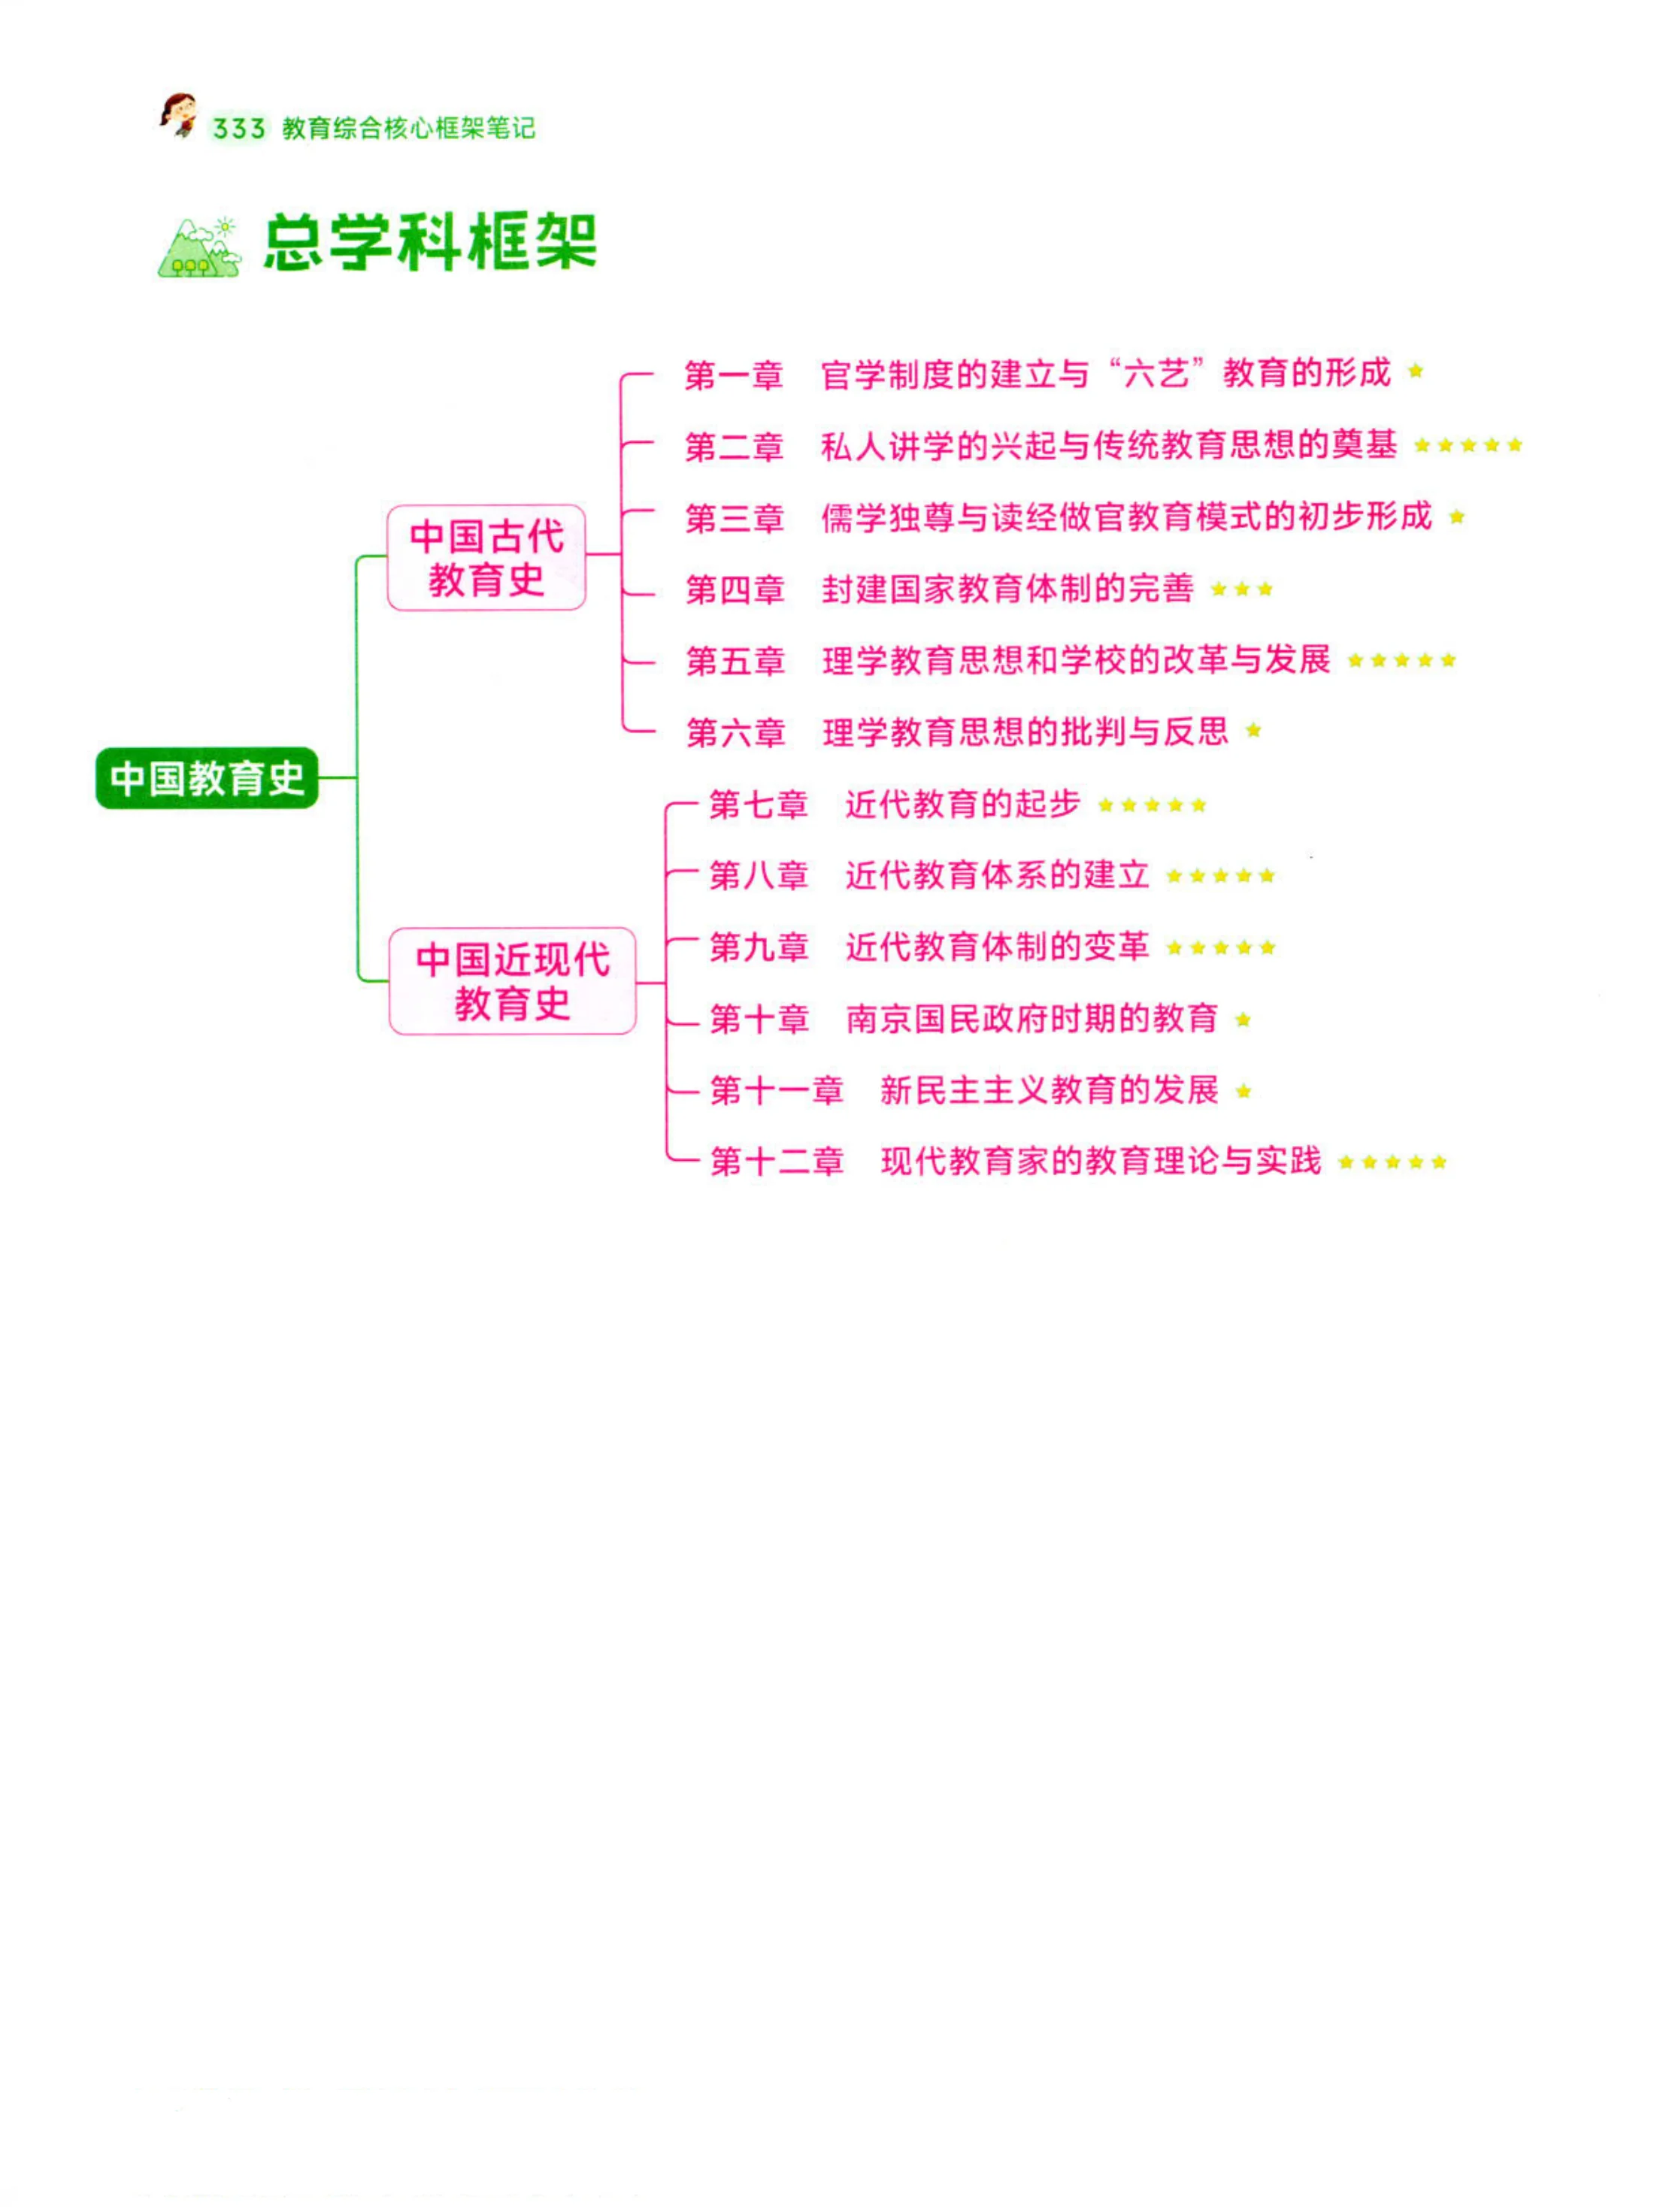 333 教育综合核心框架笔记
总学科框架
中国教育史
中国古代
教育史
第一章 官学制度的建立与“六艺”教育的形成 ★
第二章 私人讲学的兴起与传统教育思想的奠基 ★★★★★
第三章 儒学独尊与读经做官教育模式的初步形成 ★
第四章 封建国家教育体制的完善 ★★★
第五章 理学教育思想和学校的改革与发展 ★★★★★
第六章 理学教育思想的批判与反思 ★
中国近现代
教育史
第七章 近代教育的起步 ★★★★★
第八章 近代教育体系的建立 ★★★★★
第九章 近代教育体制的变革 ★★★★★
第十章 南京国民政府时期的教育 ★
第十一章 新民主主义教育的发展 ★
第十二章 现代教育家的教育理论与实践 ★★★★★